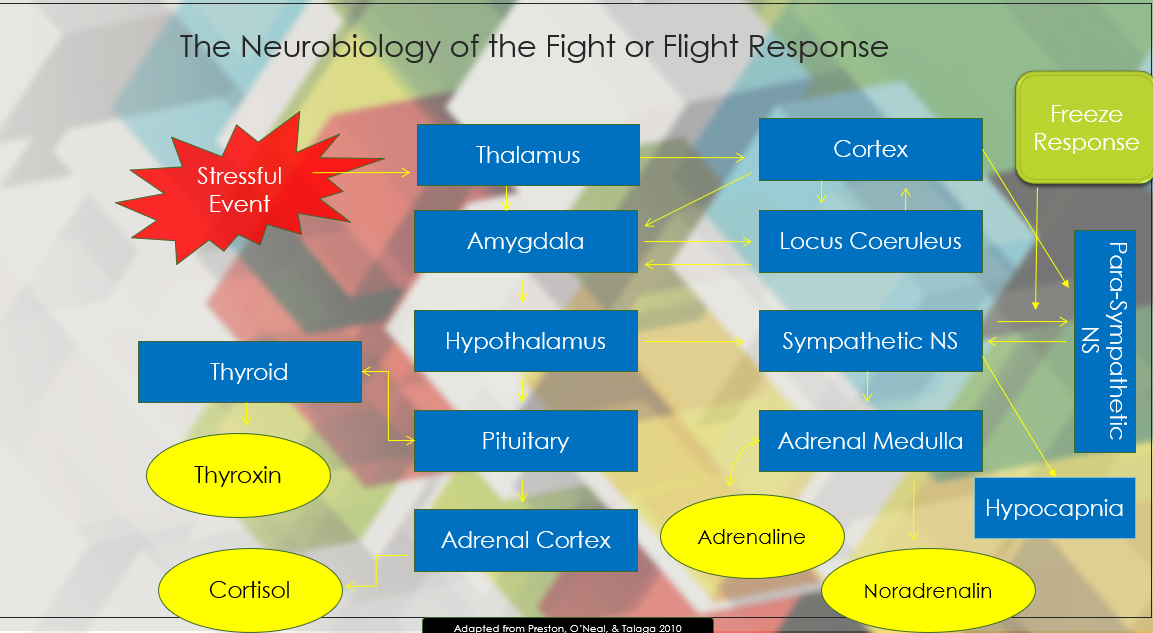 The Neurobiology of the Fight or Flight Response
Freeze
Response
Stressful
Event
Thalamus
Cortex
Amygdala
Locus Coeruleus
Para-Sympathetic
NS
Hypothalamus
Sympathetic NS
Thyroid
Pituitary
Adrenal Medulla
Thyroxin
Hypocapnia
Adrenal Cortex
Adrenaline
Cortisol
Noradrenalin
Adapted from Preston, O'Neal, & Talaga 2010